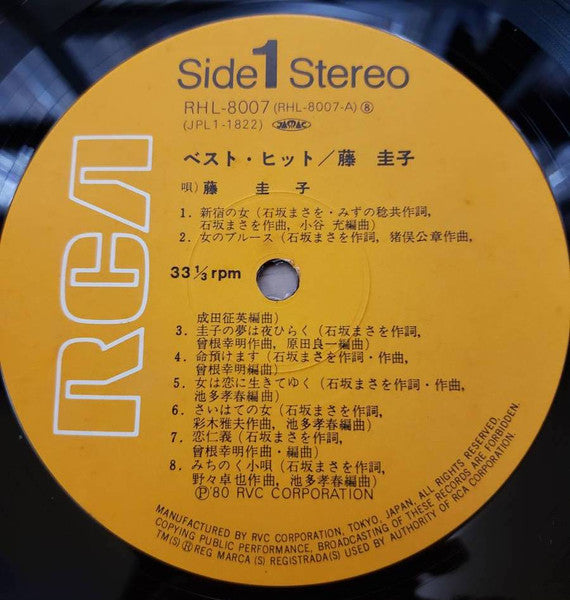 RCA
Side 1 Stereo
RHL-8007 (RHL-8007-A) ⑧
(JPL1-1822) JASRAC
ベスト・ヒット/藤 圭子
唄) 藤 圭 子
1. 新宿の女 (石坂まさを・みずの稔共作詞,
石坂まさを作曲, 小谷 充編曲)
2. 女のブルース (石坂まさを作詞, 猪俣公章作曲,
33 1/3 rpm
成田征英編曲)
3. 圭子の夢は夜ひらく (石坂まさを作詞,
曾根幸明作曲, 原田良一編曲)
4. 命預けます (石坂まさを作詞・作曲,
曾根幸明編曲)
5. 女は恋に生きてゆく (石坂まさを作詞・作曲,
池多孝春編曲)
6. さいはての女 (石坂まさを作詞,
彩木雅夫作曲, 池多孝春編曲)
7. 恋仁義 (石坂まさを作詞,
曾根幸明作曲・編曲)
8. みちのく小唄 (石坂まさを作詞,
野々卓也作曲, 池多孝春編曲)
Ⓟ'80 RVC CORPORATION
MANUFACTURED BY RVC CORPORATION, TOKYO, JAPAN. ALL RIGHTS RESERVED.
COPYING PUBLIC PERFORMANCE, BROADCASTING OF THESE RECORDS ARE FORBIDDEN.
TM(S) ® REG MARCA (S) REGISTRADA(S) USED BY AUTHORITY OF RCA CORPORATION.